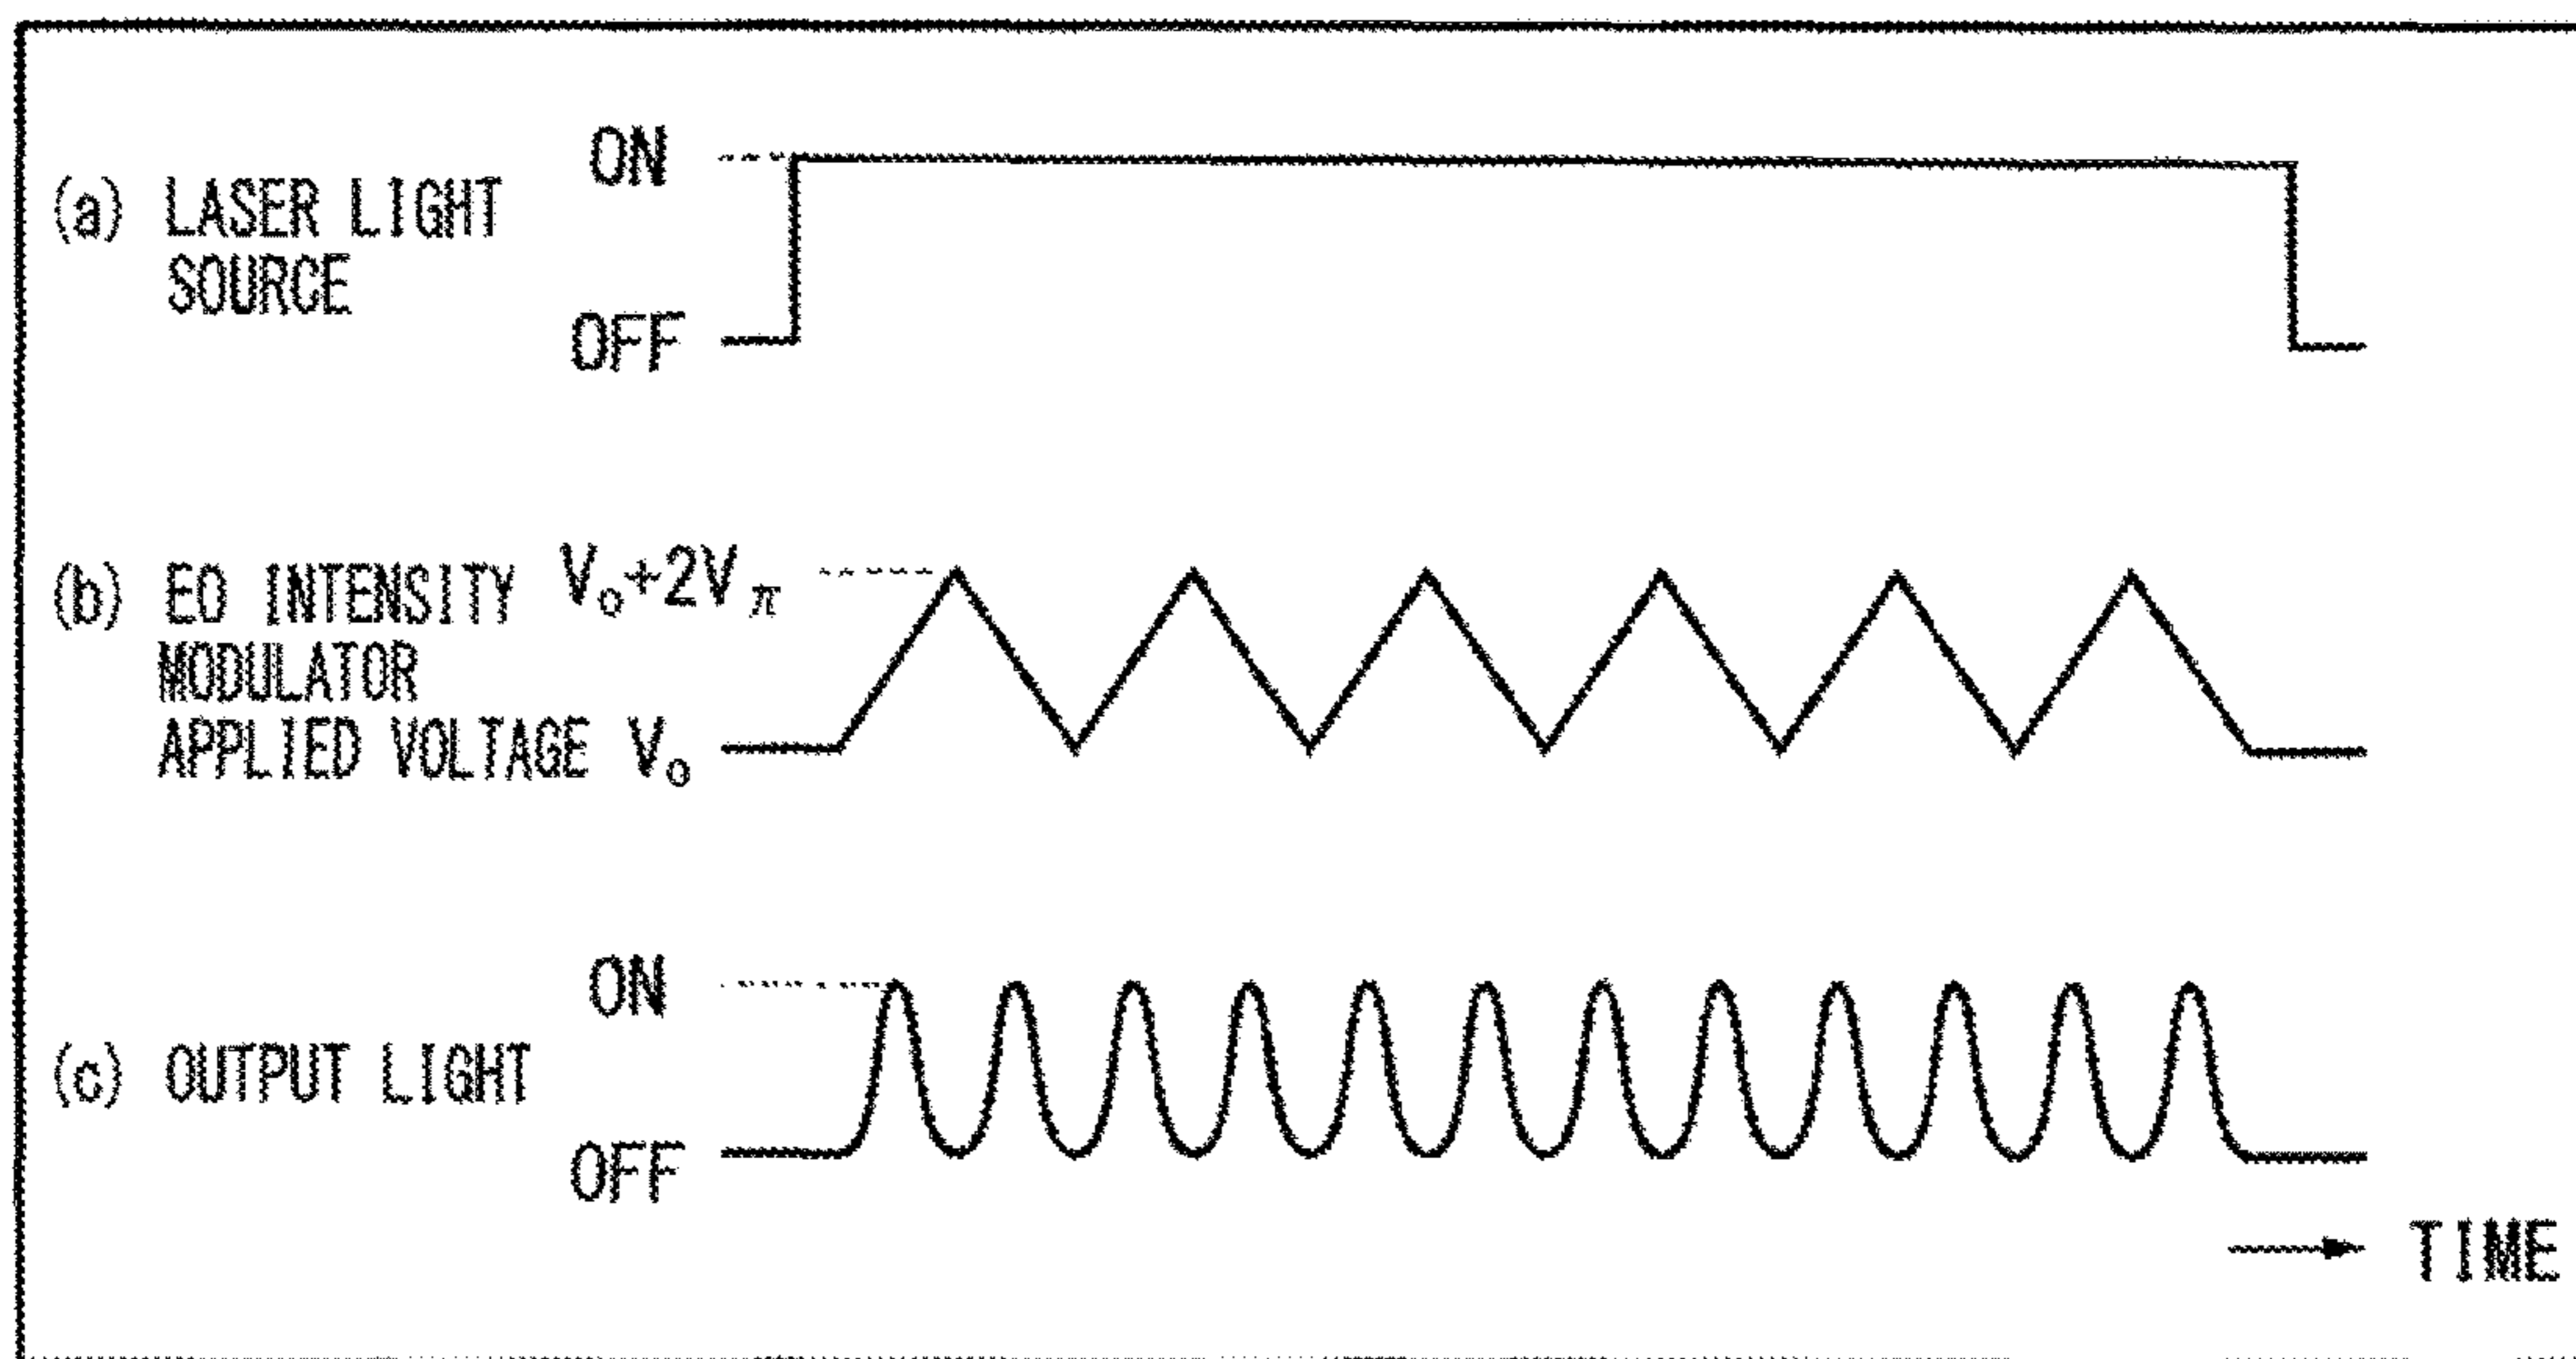 ON
(a) LASER LIGHT
SOURCE
OFF
(b) EO INTENSITY V₀+2Vπ
MODULATOR
APPLIED VOLTAGE V₀
ON
(c) OUTPUT LIGHT
OFF
TIME